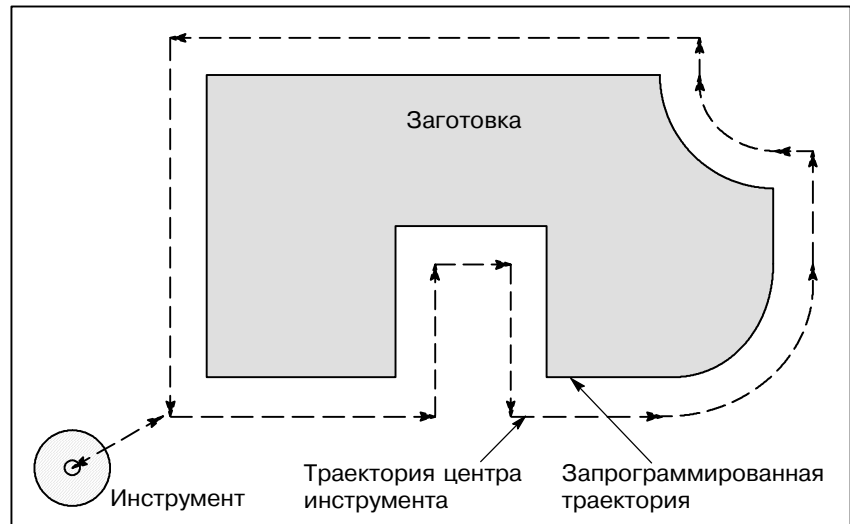 Заготовка
Инструмент
Траектория центра
инструмента
Запрограммированная
траектория